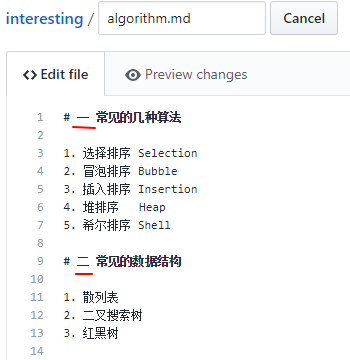 interesting / algorithm.md Cancel
Edit file Preview changes
1 # 一 常见的几种算法
2
3 1. 选择排序 Selection
4 2. 冒泡排序 Bubble
5 3. 插入排序 Insertion
6 4. 堆排序 Heap
7 5. 希尔排序 Shell
8
9 # 二 常见的数据结构
10
11 1. 散列表
12 2. 二叉搜索树
13 3. 红黑树
14